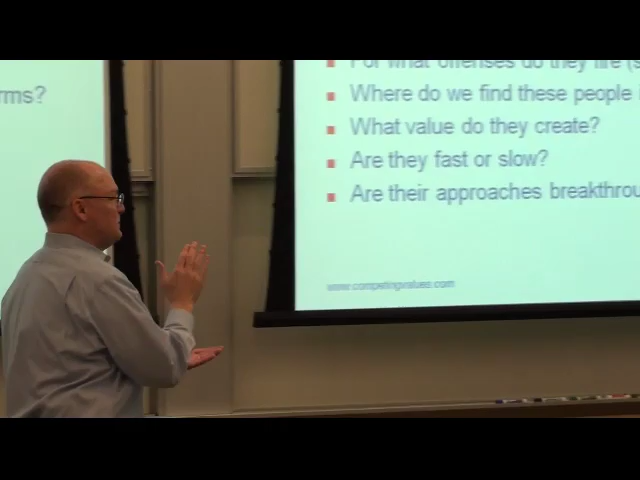 rms?
For what offenses do they fire (s
Where do we find these people i
What value do they create?
Are they fast or slow?
Are their approaches breakthrou
www.competingvalues.com